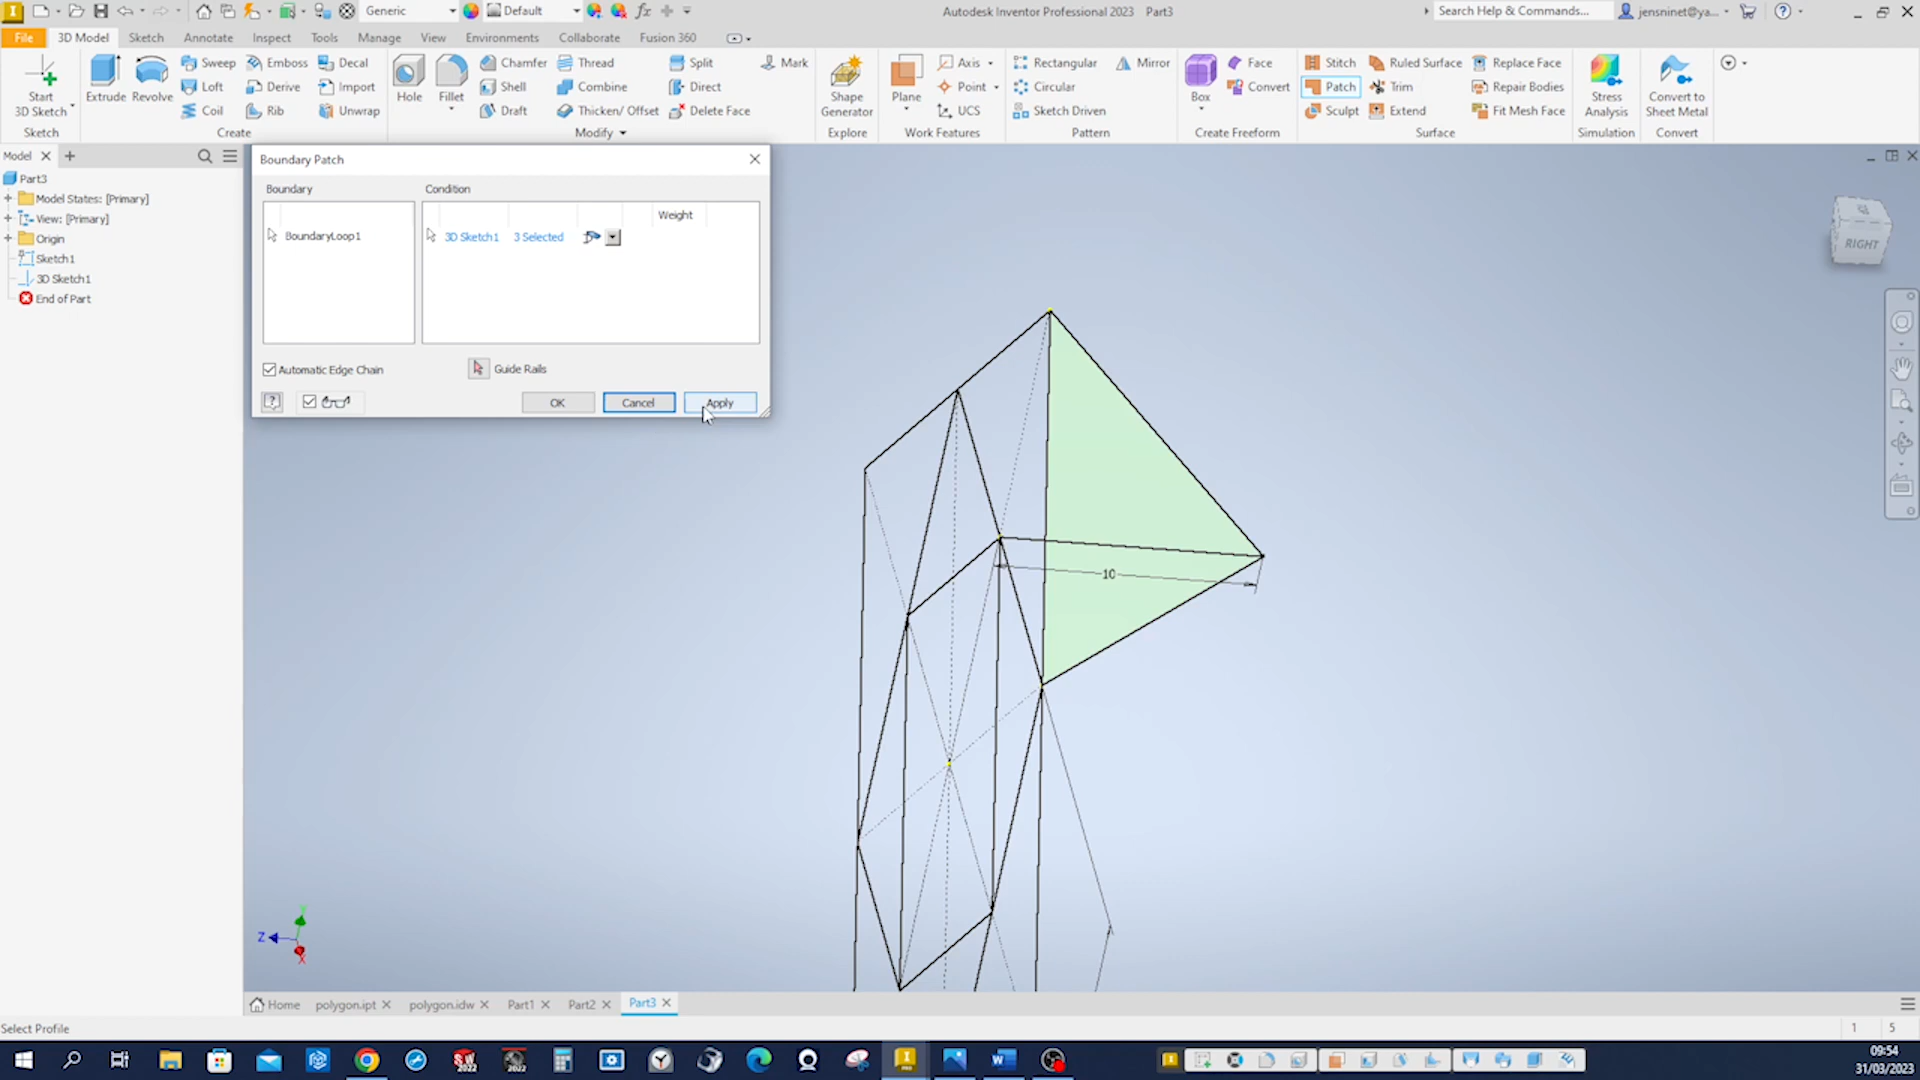 Generic
Default
Autodesk Inventor Professional 2023 Part3
Search Help & Commands...
jensninet@ya...
File 3D Model Sketch Annotate Inspect Tools Manage View Environments Collaborate Fusion 360
Start
3D Sketch
Extrude
Revolve
Sweep
Loft
Coil
Emboss
Derive
Rib
Decal
Import
Unwrap
Hole
Fillet
Chamfer
Shell
Draft
Thread
Combine
Thicken/ Offset
Split
Direct
Delete Face
Mark
Shape
Generator
Plane
Axis
Point
UCS
Rectangular
Circular
Sketch Driven
Mirror
Box
Face
Convert
Stitch
Patch
Sculpt
Ruled Surface
Trim
Extend
Replace Face
Repair Bodies
Fit Mesh Face
Stress
Analysis
Convert to
Sheet Metal
Sketch Create Modify Explore Work Features Pattern Create Freeform Surface Simulation Convert
Model
Part3
Model States: [Primary]
View: [Primary]
Origin
Sketch1
3D Sketch1
End of Part
Boundary Patch
Boundary
Condition
Weight
BoundaryLoop1
3D Sketch1 3 Selected
Automatic Edge Chain
Guide Rails
OK Cancel Apply
RIGHT
10
Z
X
Home polygon.ipt polygon.idw Part1 Part2 Part3
Select Profile
1 5
2022
2022
09:54
31/03/2023